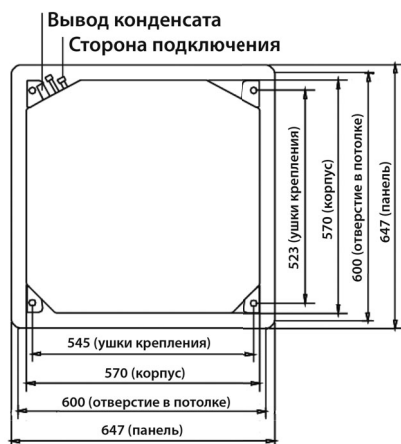 Вывод конденсата
Сторона подключения
523 (ушки крепления)
570 (корпус)
600 (отверстие в потолке)
647 (панель)
545 (ушки крепления)
570 (корпус)
600 (отверстие в потолке)
647 (панель)